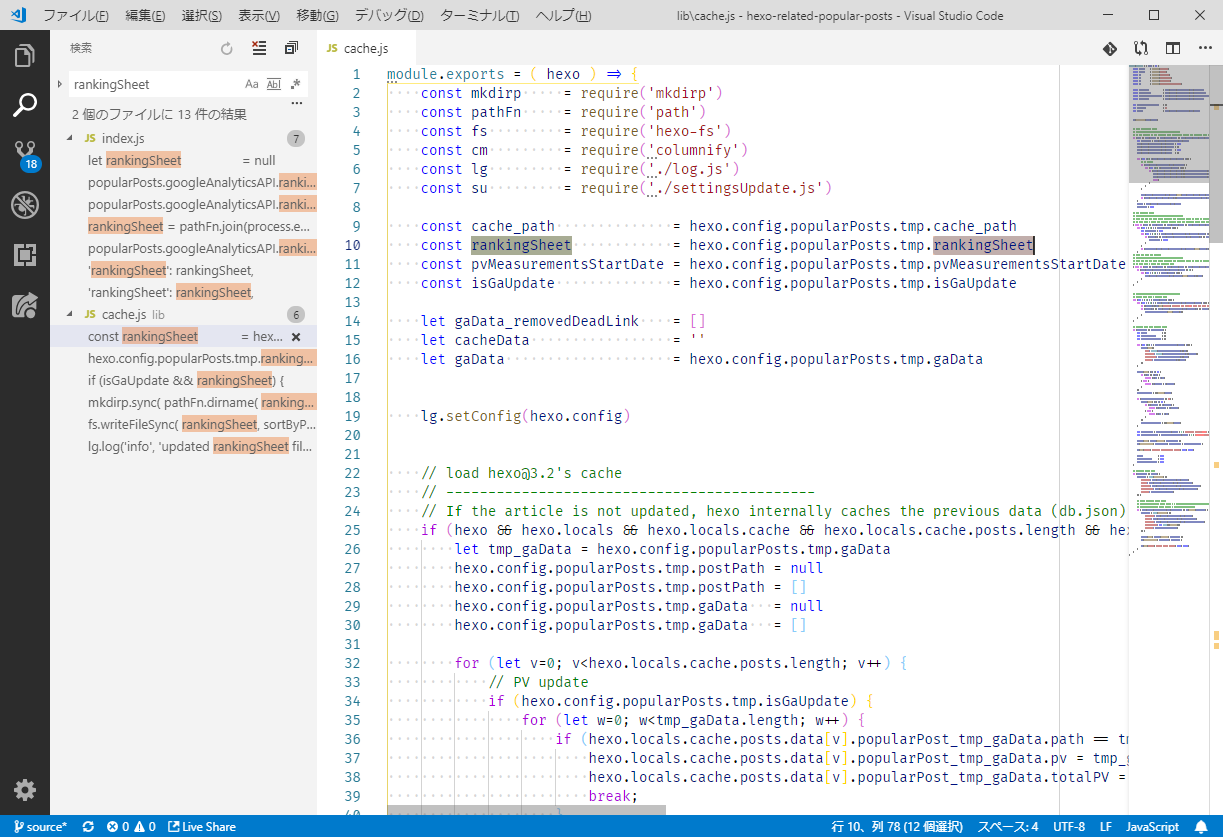 ファイル(F) 編集(E) 選択(S) 表示(V) 移動(G) デバッグ(D) ターミナル(T) ヘルプ(H) lib\cache.js - hexo-related-popular-posts - Visual Studio Code
検索
rankingSheet Aa Abl .*
2 個のファイルに 13 件の結果
JS index.js 7
let rankingSheet = null
popularPosts.googleAnalyticsAPI.ranki...
popularPosts.googleAnalyticsAPI.ranki...
rankingSheet = pathFn.join(process.e...
popularPosts.googleAnalyticsAPI.ranki...
'rankingSheet': rankingSheet,
'rankingSheet': rankingSheet,
JS cache.js lib 6
const rankingSheet = hex...
hexo.config.popularPosts.tmp.ranking...
if (isGaUpdate && rankingSheet) {
mkdirp.sync( pathFn.dirname( ranking...
fs.writeFileSync( rankingSheet, sortByP...
lg.log('info', 'updated rankingSheet fil...
18
JS cache.js
1 module.exports = ( hexo ) => {
2 const mkdirp = require('mkdirp')
3 const pathFn = require('path')
4 const fs = require('hexo-fs')
5 const cm = require('columnify')
6 const lg = require('./log.js')
7 const su = require('./settingsUpdate.js')
8
9 const cache_path = hexo.config.popularPosts.tmp.cache_path
10 const rankingSheet = hexo.config.popularPosts.tmp.rankingSheet
11 const pvMeasurementsStartDate = hexo.config.popularPosts.tmp.pvMeasurementsStartDate
12 const isGaUpdate = hexo.config.popularPosts.tmp.isGaUpdate
13
14 let gaData_removedDeadLink = []
15 let cacheData = ''
16 let gaData = hexo.config.popularPosts.tmp.gaData
17
18
19 lg.setConfig(hexo.config)
20
21
22 // load hexo@3.2's cache
23 // --------------------------------------------
24 // If the article is not updated, hexo internally caches the previous data (db.json)
25 if (hexo && hexo.locals && hexo.locals.cache && hexo.locals.cache.posts.length && he
26 let tmp_gaData = hexo.config.popularPosts.tmp.gaData
27 hexo.config.popularPosts.tmp.postPath = null
28 hexo.config.popularPosts.tmp.postPath = []
29 hexo.config.popularPosts.tmp.gaData = null
30 hexo.config.popularPosts.tmp.gaData = []
31
32 for (let v=0; v<hexo.locals.cache.posts.length; v++) {
33 // PV update
34 if (hexo.config.popularPosts.tmp.isGaUpdate) {
35 for (let w=0; w<tmp_gaData.length; w++) {
36 if (hexo.locals.cache.posts.data[v].popularPost_tmp_gaData.path == tm
37 hexo.locals.cache.posts.data[v].popularPost_tmp_gaData.pv = tmp_g
38 hexo.locals.cache.posts.data[v].popularPost_tmp_gaData.totalPV =
39 break;
40 }
source* 0 0 Live Share 行 10、列 78 (12 個選択) スペース: 4 UTF-8 LF JavaScript